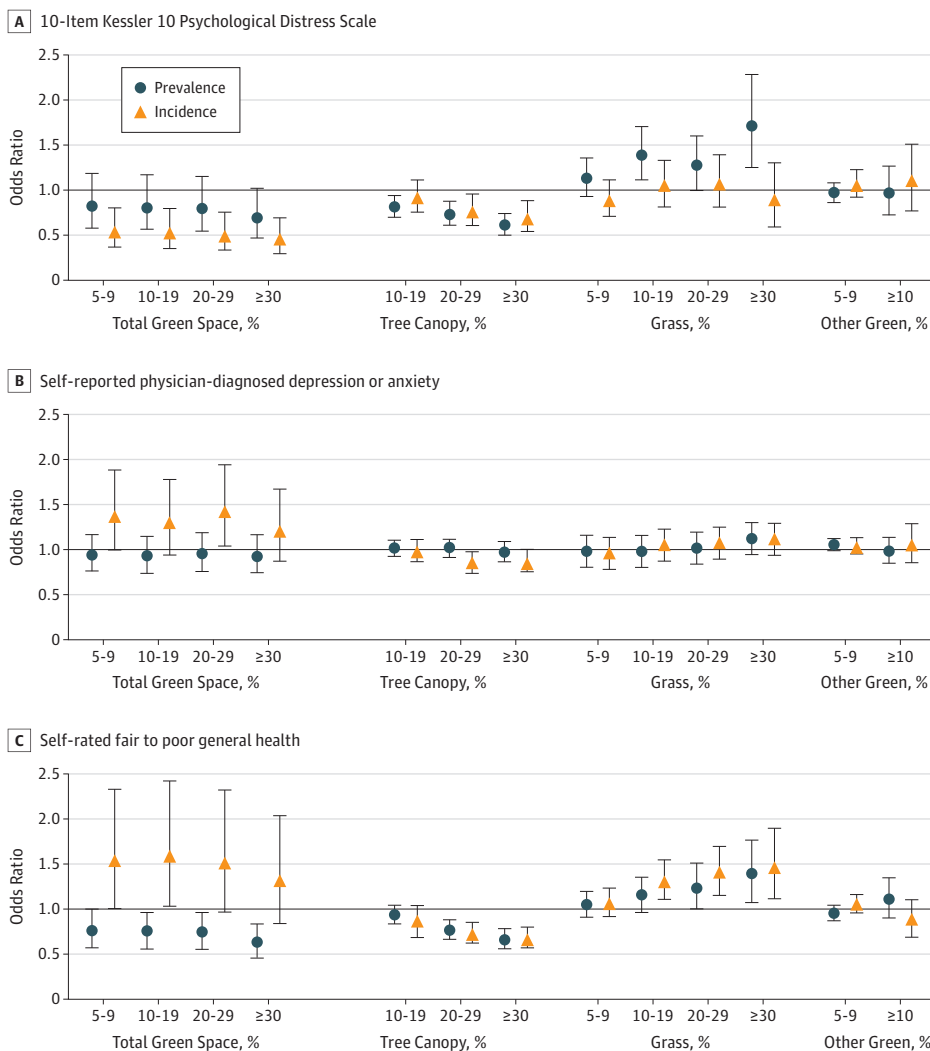 A 10-Item Kessler 10 Psychological Distress Scale
2.5
Prevalence
Incidence
2.0
1.5
1.0
0.5
0
Odds Ratio
5-9 10-19 20-29 ≥30 10-19 20-29 ≥30 5-9 10-19 20-29 ≥30 5-9 ≥10
Total Green Space, % Tree Canopy, % Grass, % Other Green, %
B Self-reported physician-diagnosed depression or anxiety
2.5
2.0
1.5
1.0
0.5
0
Odds Ratio
5-9 10-19 20-29 ≥30 10-19 20-29 ≥30 5-9 10-19 20-29 ≥30 5-9 ≥10
Total Green Space, % Tree Canopy, % Grass, % Other Green, %
C Self-rated fair to poor general health
2.5
2.0
1.5
1.0
0.5
0
Odds Ratio
5-9 10-19 20-29 ≥30 10-19 20-29 ≥30 5-9 10-19 20-29 ≥30 5-9 ≥10
Total Green Space, % Tree Canopy, % Grass, % Other Green, %